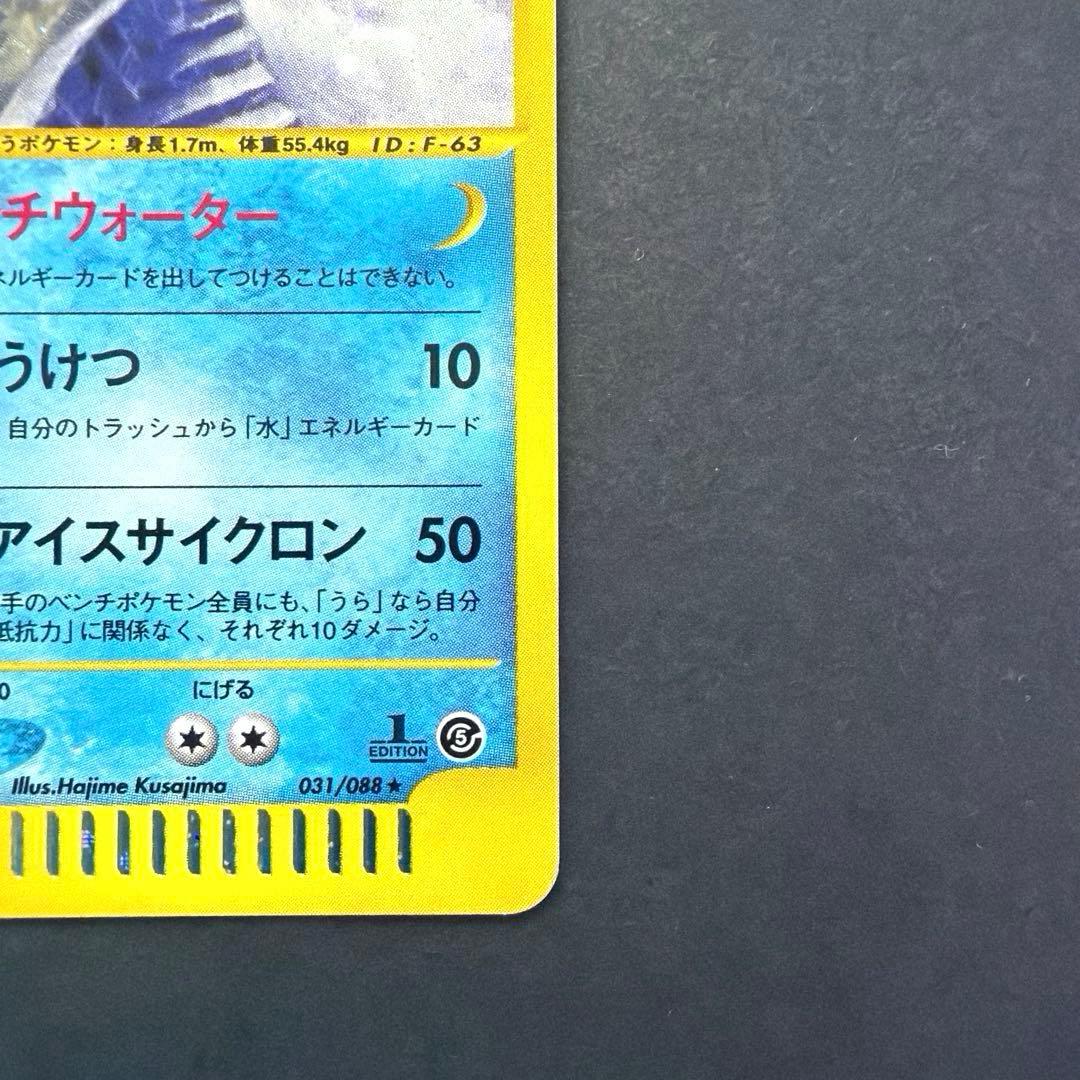 うポケモン：身長1.7m、体重55.4kg ID:F-63
チウォーター
ネルギーカードを出してつけることはできない。
うけつ 10
自分のトラッシュから「水」エネルギーカード
アイスサイクロン 50
手のベンチポケモン全員にも、「うら」なら自分
抵抗力」に関係なく、それぞれ10ダメージ。
0 にげる
1 EDITION 5
Illus.Hajime Kusajima 031/088★